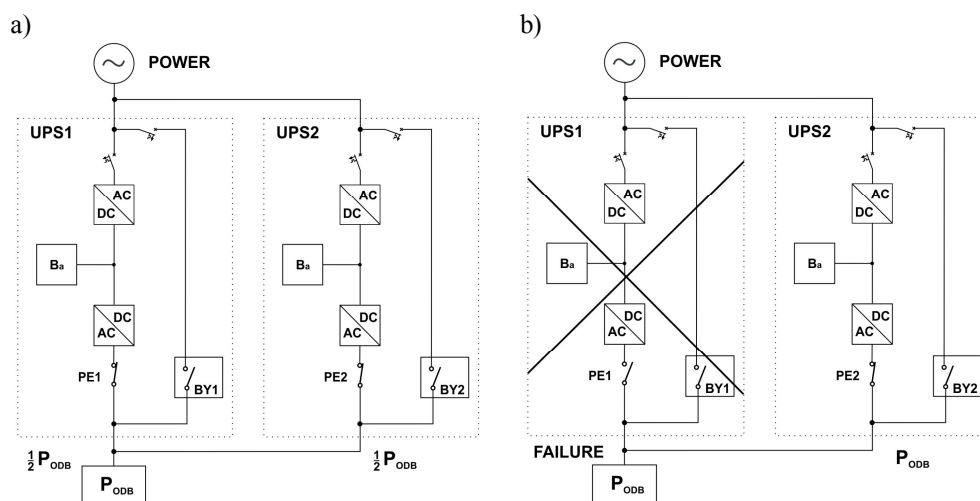 a)
POWER
UPS1
UPS2
AC
DC
AC
DC
Ba
Ba
DC
AC
DC
AC
PE1
BY1
PE2
BY2
½ PODB
½ PODB
PODB
b)
POWER
UPS1
UPS2
AC
DC
AC
DC
Ba
Ba
DC
AC
DC
AC
PE1
BY1
PE2
BY2
FAILURE
PODB
PODB